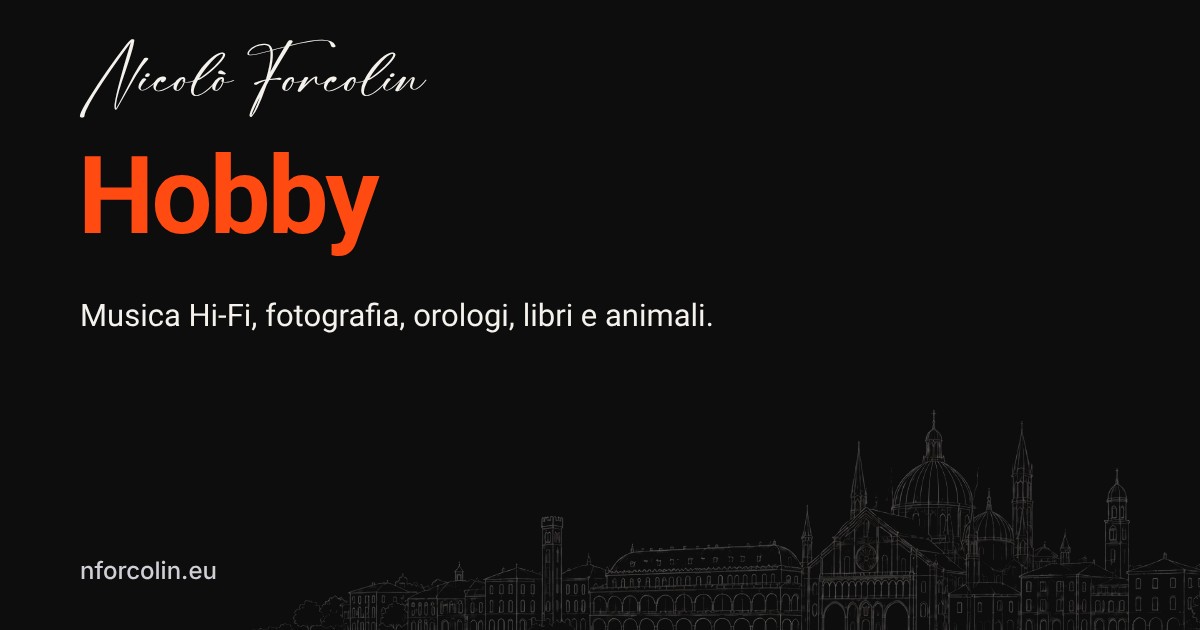 Nicolò Forcolin
Hobby
Musica Hi-Fi, fotografia, orologi, libri e animali.
nforcolin.eu